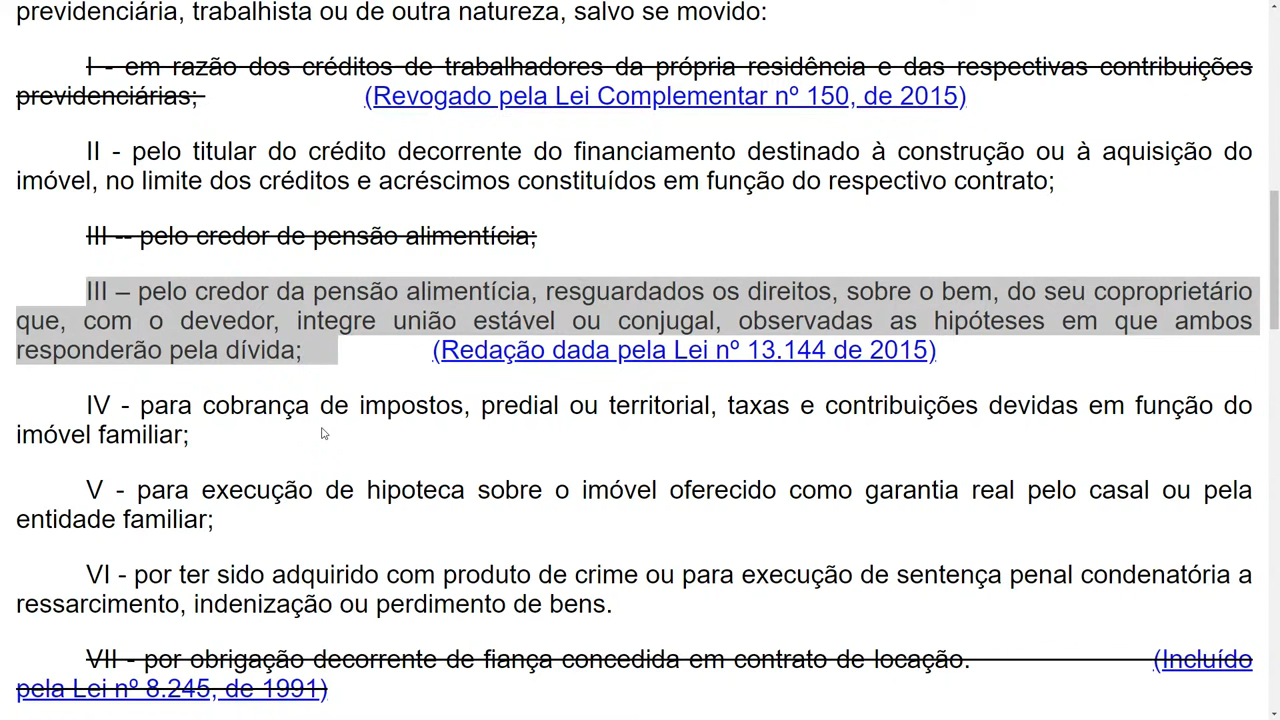 previdenciária, trabalhista ou de outra natureza, salvo se movido:
I - em razão dos créditos de trabalhadores da própria residência e das respectivas contribuições
previdenciárias; (Revogado pela Lei Complementar nº 150, de 2015)
II - pelo titular do crédito decorrente do financiamento destinado à construção ou à aquisição do
imóvel, no limite dos créditos e acréscimos constituídos em função do respectivo contrato;
III -- pelo credor de pensão alimentícia;
III – pelo credor da pensão alimentícia, resguardados os direitos, sobre o bem, do seu coproprietário
que, com o devedor, integre união estável ou conjugal, observadas as hipóteses em que ambos
responderão pela dívida; (Redação dada pela Lei nº 13.144 de 2015)
IV - para cobrança de impostos, predial ou territorial, taxas e contribuições devidas em função do
imóvel familiar;
V - para execução de hipoteca sobre o imóvel oferecido como garantia real pelo casal ou pela
entidade familiar;
VI - por ter sido adquirido com produto de crime ou para execução de sentença penal condenatória a
ressarcimento, indenização ou perdimento de bens.
VII - por obrigação decorrente de fiança concedida em contrato de locação. (Incluído
pela Lei nº 8.245, de 1991)